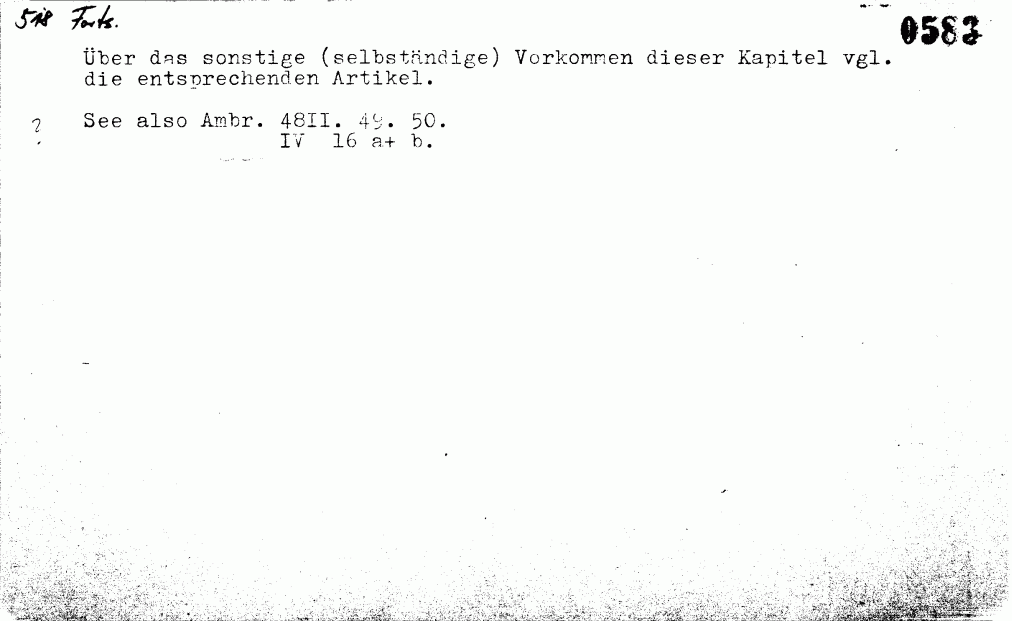 518 Forts.
0583
Über das sonstige (selbständige) Vorkommen dieser Kapitel vgl.
die entsprechenden Artikel.
? See also Ambr. 48II. 49. 50.
IV 16 a+ b.